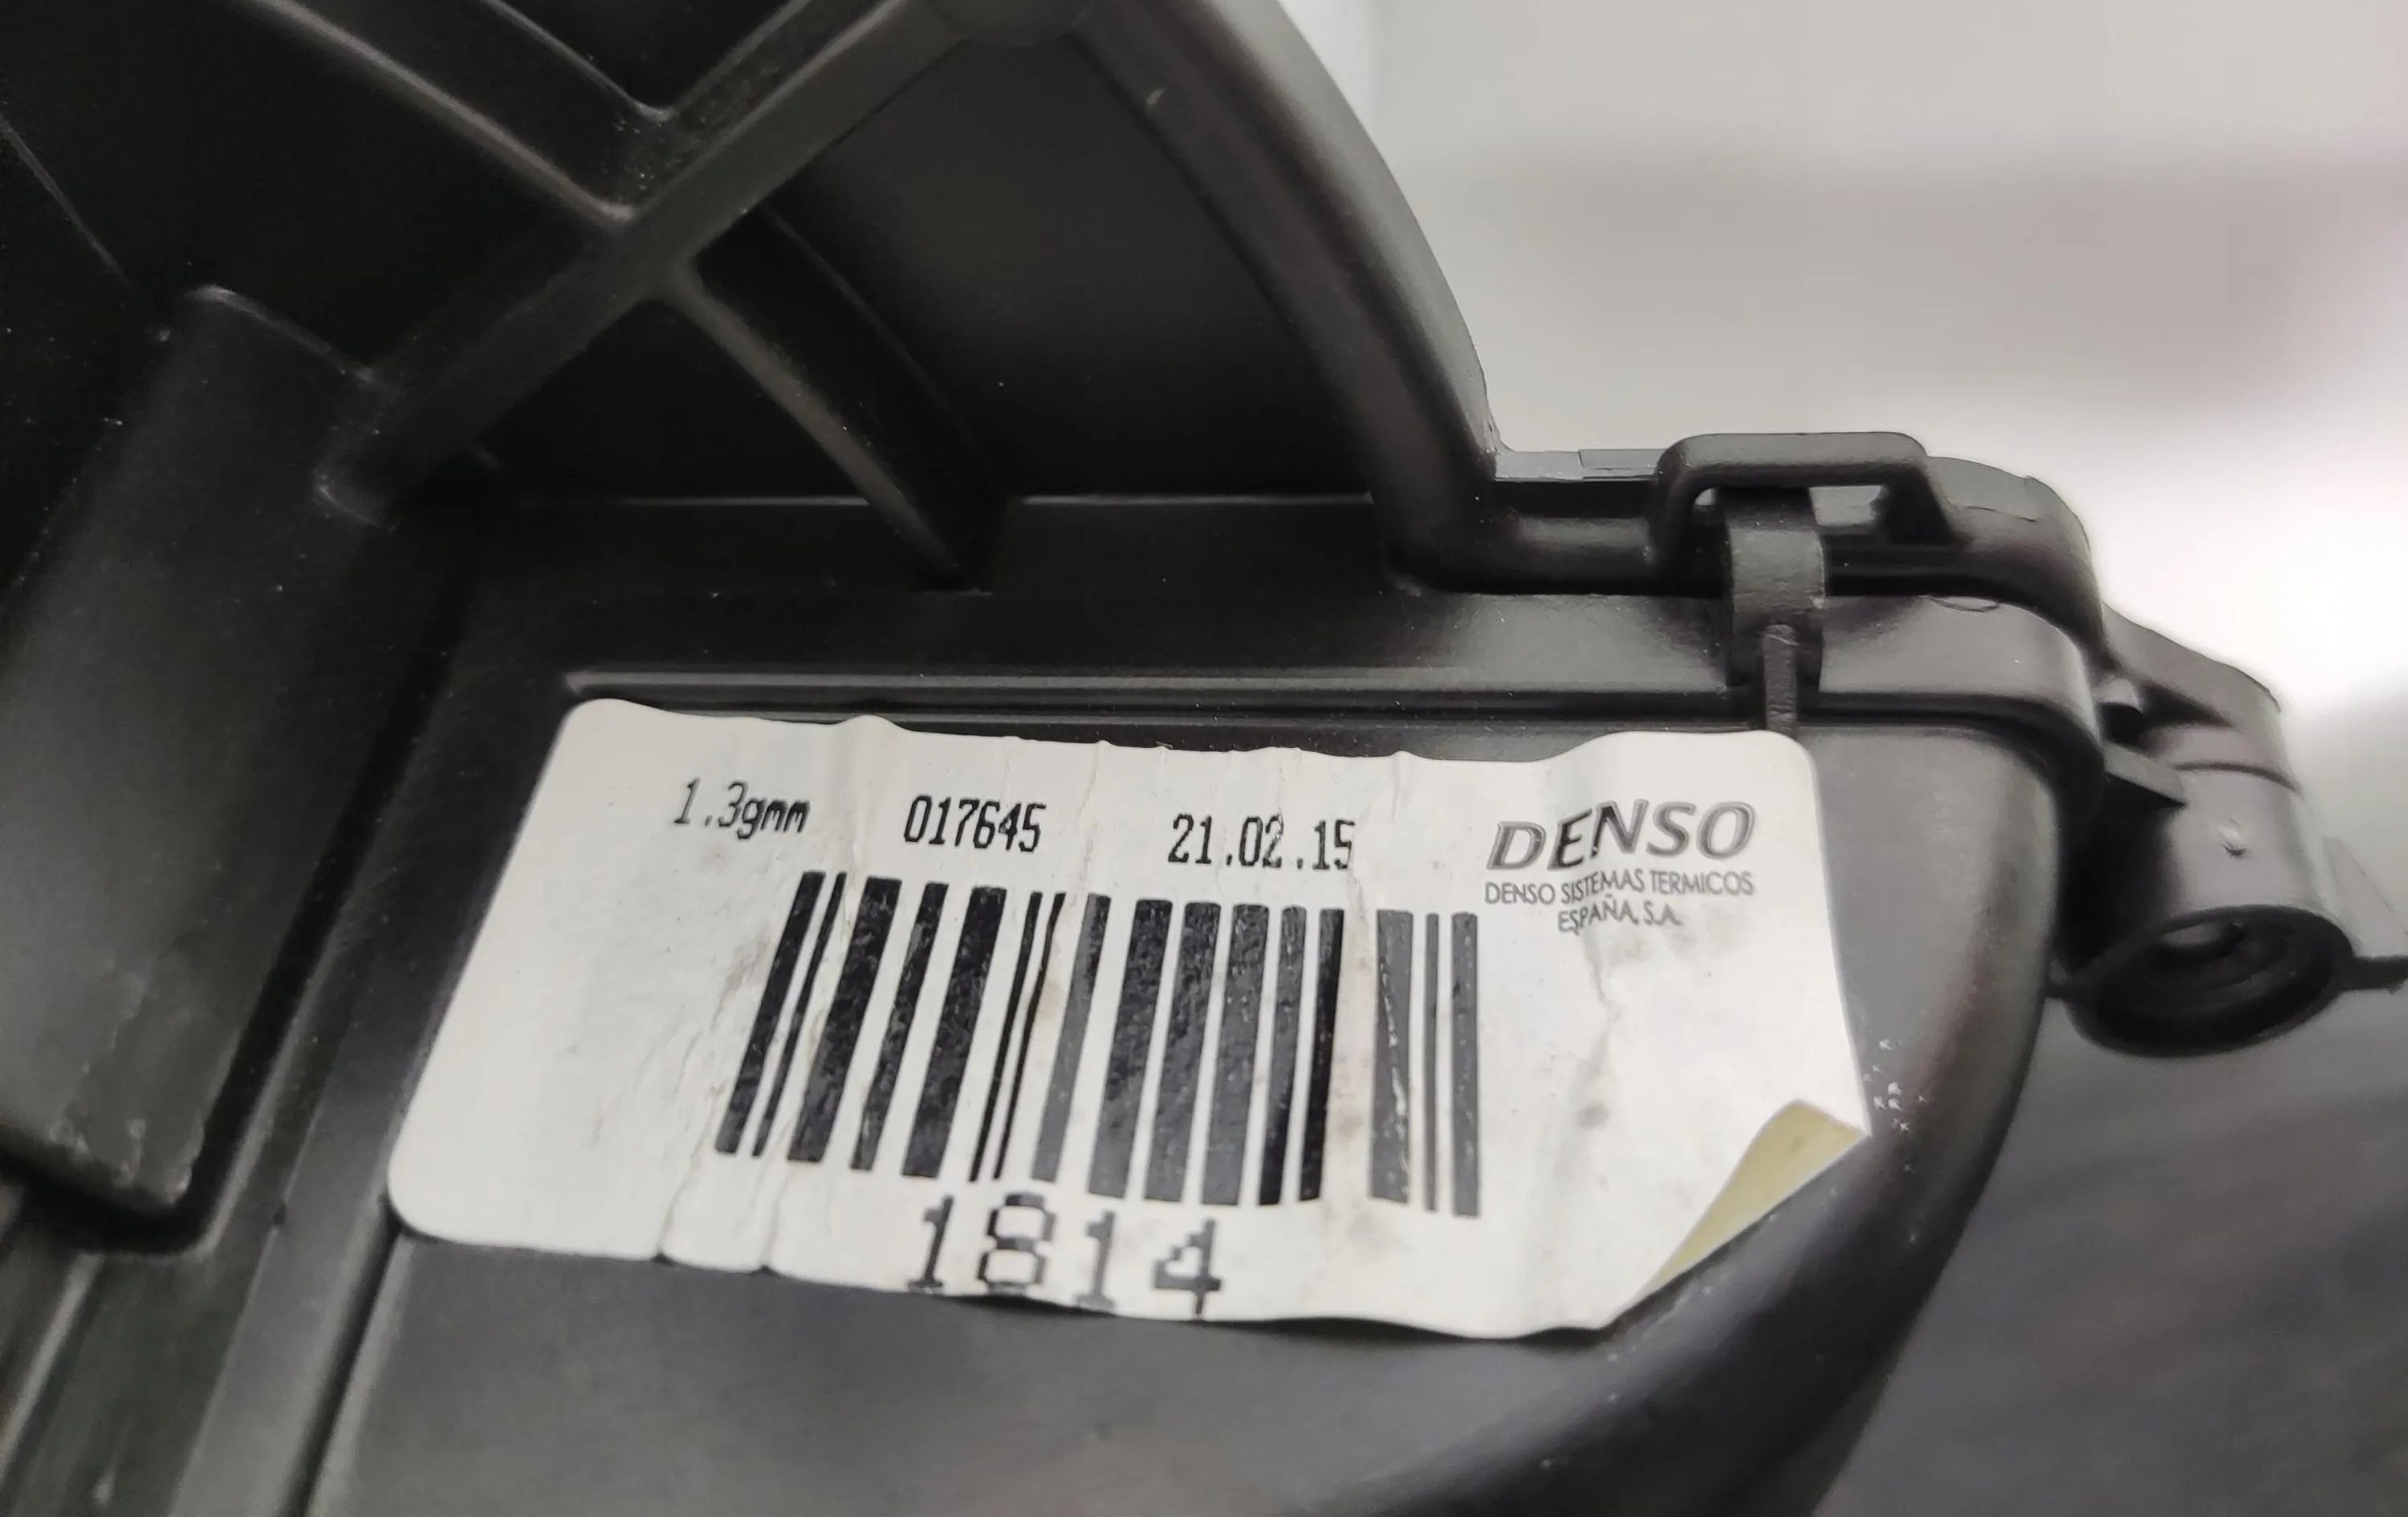 1.3gmm 017645 21.02.15 DENSO
DENSO SISTEMAS TERMICOS
ESPAÑA, S.A.
1814